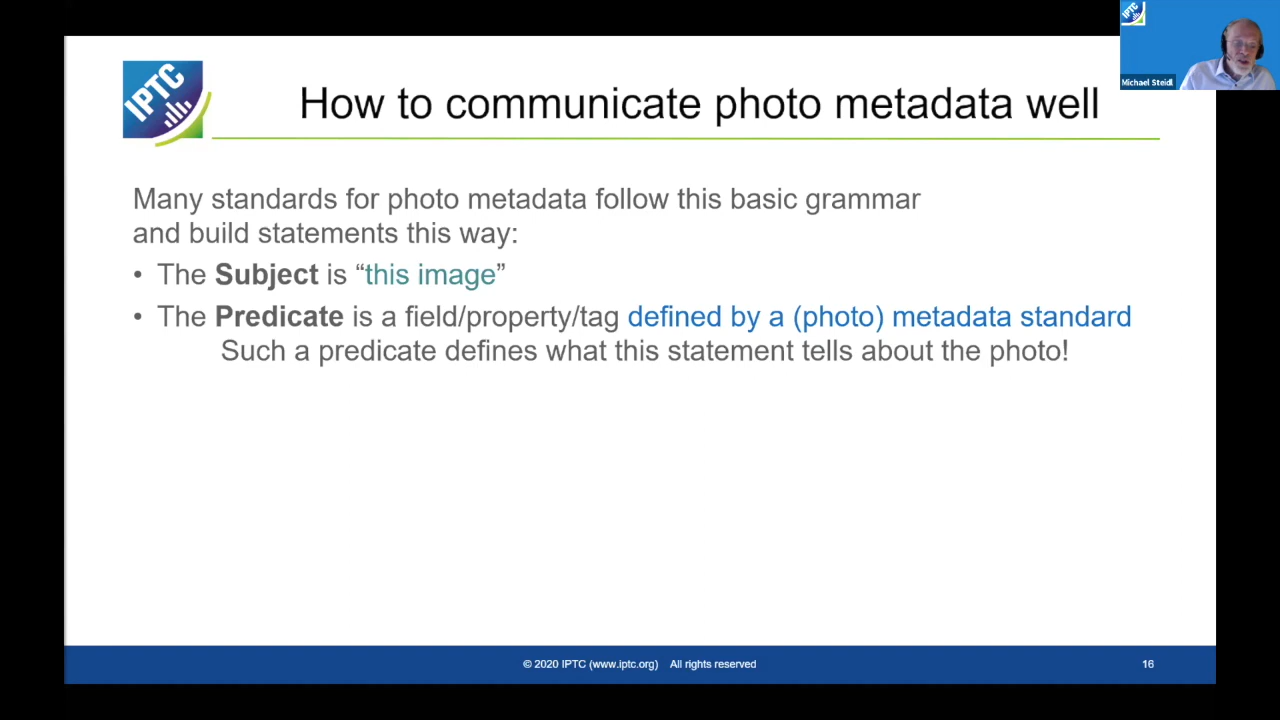 IPTC
Michael Steidl
IPTC
How to communicate photo metadata well
Many standards for photo metadata follow this basic grammar
and build statements this way:
• The Subject is “this image”
• The Predicate is a field/property/tag defined by a (photo) metadata standard
Such a predicate defines what this statement tells about the photo!
© 2020 IPTC (www.iptc.org) All rights reserved
16